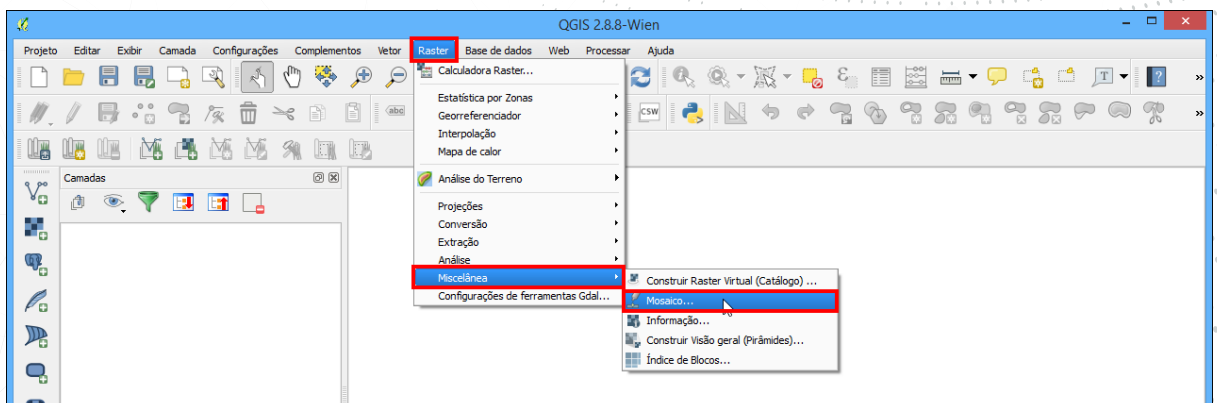 QGIS 2.8.8-Wien
Projeto Editar Exibir Camada Configurações Complementos Vetor Raster Base de dados Web Processar Ajuda
Calculadora Raster...
Estatística por Zonas
Georreferenciador
Interpolação
Mapa de calor
Análise do Terreno
Projeções
Conversão
Extração
Análise
Miscelânea
Configurações de ferramentas Gdal...
Construir Raster Virtual (Catálogo) ...
Mosaico...
Informação...
Construir Visão geral (Pirâmides)...
Índice de Blocos...
abc
CSW
T
?
»
»
Camadas